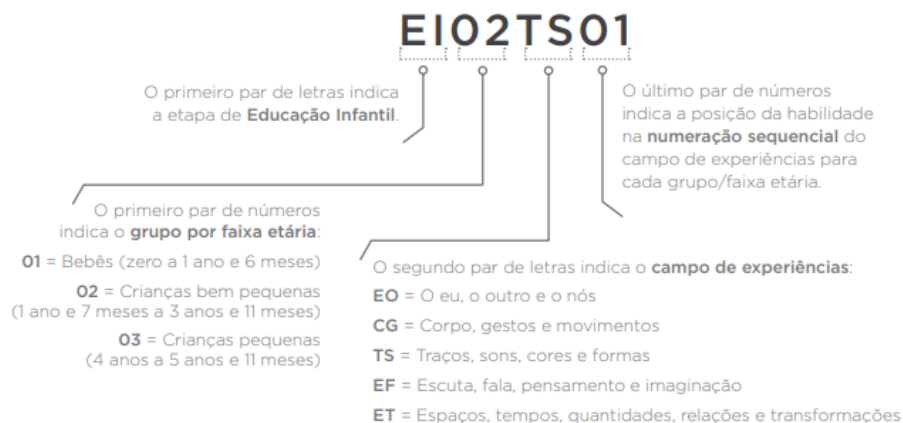 EI02TS01
O primeiro par de letras indica
a etapa de Educação Infantil.
O último par de números
indica a posição da habilidade
na numeração sequencial do
campo de experiências para
cada grupo/faixa etária.
O primeiro par de números
indica o grupo por faixa etária:
01 = Bebês (zero a 1 ano e 6 meses)
02 = Crianças bem pequenas
(1 ano e 7 meses a 3 anos e 11 meses)
03 = Crianças pequenas
(4 anos a 5 anos e 11 meses)
O segundo par de letras indica o campo de experiências:
EO = O eu, o outro e o nós
CG = Corpo, gestos e movimentos
TS = Traços, sons, cores e formas
EF = Escuta, fala, pensamento e imaginação
ET = Espaços, tempos, quantidades, relações e transformações